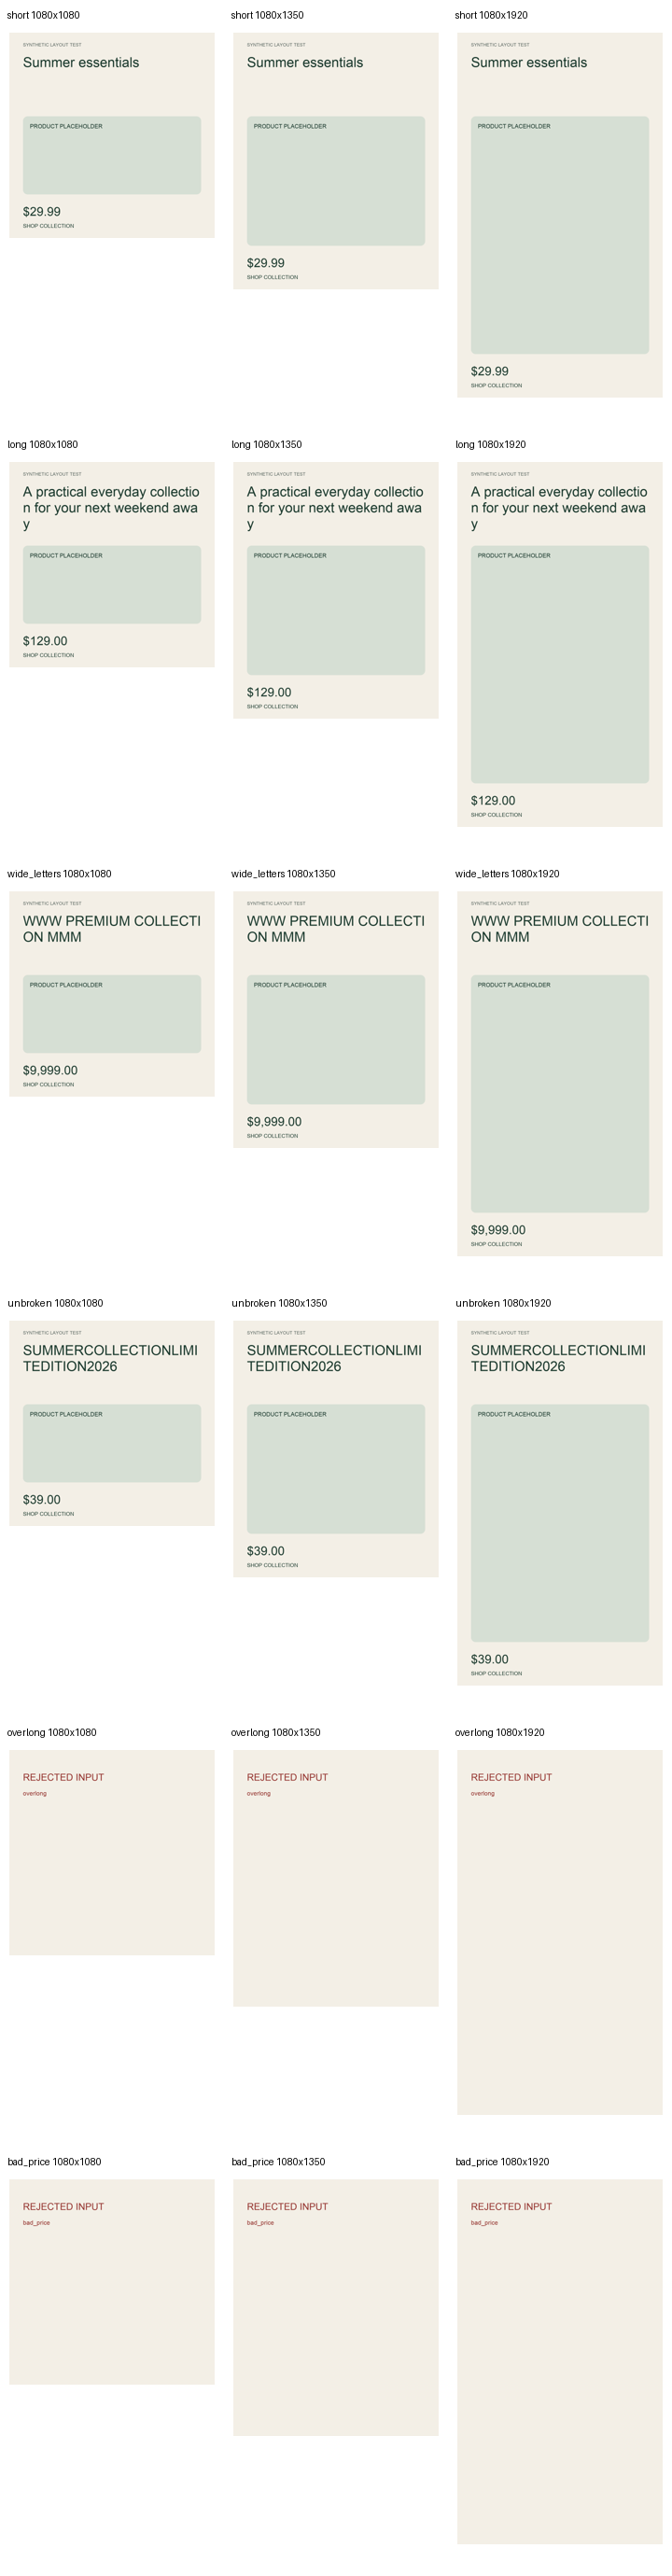 short 1080x1080
short 1080x1350
short 1080x1920
SYNTHETIC LAYOUT TEST
Summer essentials
PRODUCT PLACEHOLDER
$29.99
SHOP COLLECTION
SYNTHETIC LAYOUT TEST
Summer essentials
PRODUCT PLACEHOLDER
$29.99
SHOP COLLECTION
SYNTHETIC LAYOUT TEST
Summer essentials
PRODUCT PLACEHOLDER
$29.99
SHOP COLLECTION
long 1080x1080
long 1080x1350
long 1080x1920
SYNTHETIC LAYOUT TEST
A practical everyday collectio
n for your next weekend awa
y
PRODUCT PLACEHOLDER
$129.00
SHOP COLLECTION
SYNTHETIC LAYOUT TEST
A practical everyday collectio
n for your next weekend awa
y
PRODUCT PLACEHOLDER
$129.00
SHOP COLLECTION
SYNTHETIC LAYOUT TEST
A practical everyday collectio
n for your next weekend awa
y
PRODUCT PLACEHOLDER
$129.00
SHOP COLLECTION
wide_letters 1080x1080
wide_letters 1080x1350
wide_letters 1080x1920
SYNTHETIC LAYOUT TEST
WWW PREMIUM COLLECTI
ON MMM
PRODUCT PLACEHOLDER
$9,999.00
SHOP COLLECTION
SYNTHETIC LAYOUT TEST
WWW PREMIUM COLLECTI
ON MMM
PRODUCT PLACEHOLDER
$9,999.00
SHOP COLLECTION
SYNTHETIC LAYOUT TEST
WWW PREMIUM COLLECTI
ON MMM
PRODUCT PLACEHOLDER
$9,999.00
SHOP COLLECTION
unbroken 1080x1080
unbroken 1080x1350
unbroken 1080x1920
SYNTHETIC LAYOUT TEST
SUMMERCOLLECTIONLIMI
TEDITION2026
PRODUCT PLACEHOLDER
$39.00
SHOP COLLECTION
SYNTHETIC LAYOUT TEST
SUMMERCOLLECTIONLIMI
TEDITION2026
PRODUCT PLACEHOLDER
$39.00
SHOP COLLECTION
SYNTHETIC LAYOUT TEST
SUMMERCOLLECTIONLIMI
TEDITION2026
PRODUCT PLACEHOLDER
$39.00
SHOP COLLECTION
overlong 1080x1080
overlong 1080x1350
overlong 1080x1920
REJECTED INPUT
overlong
REJECTED INPUT
overlong
REJECTED INPUT
overlong
bad_price 1080x1080
bad_price 1080x1350
bad_price 1080x1920
REJECTED INPUT
bad_price
REJECTED INPUT
bad_price
REJECTED INPUT
bad_price